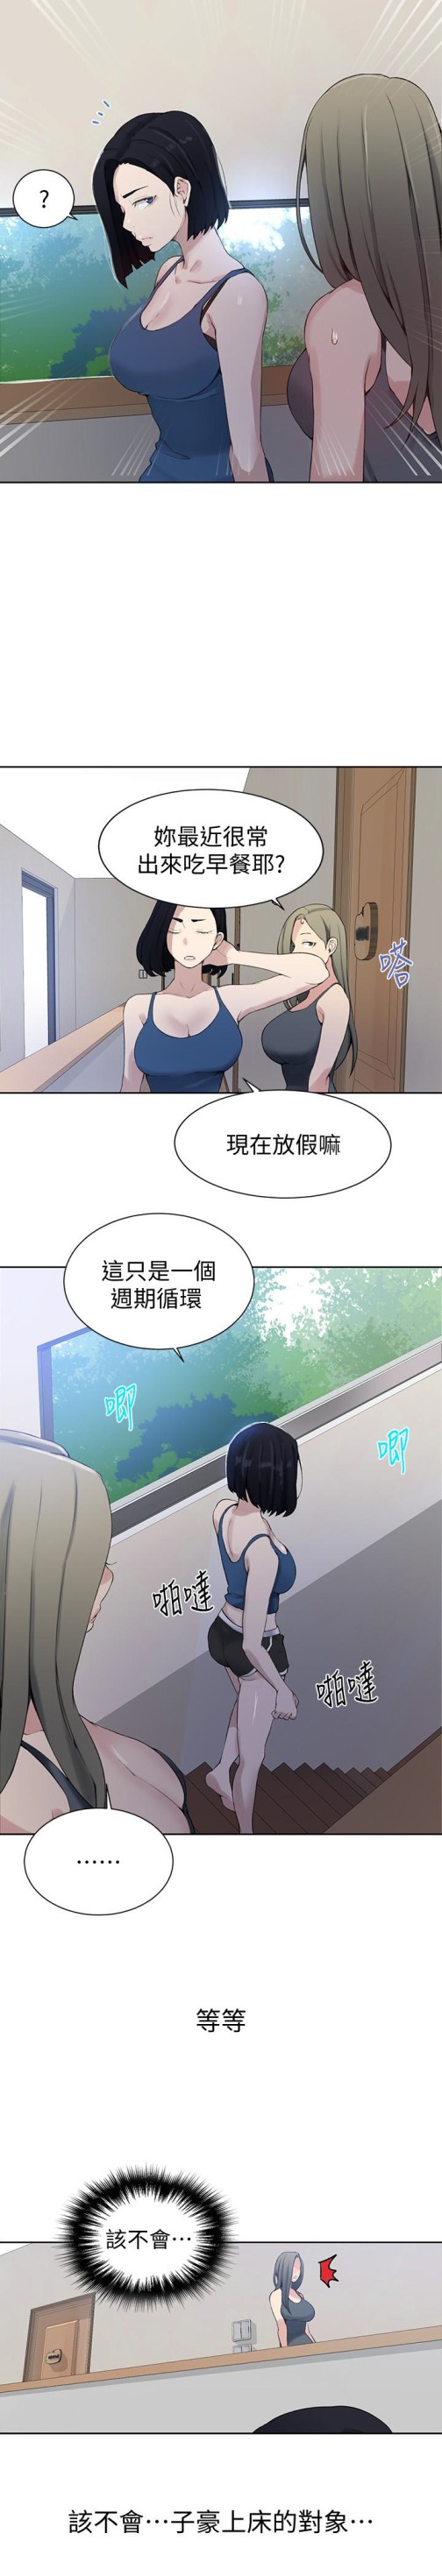 ?
妳最近很常
出來吃早餐耶?
嗒
現在放假嘛
這只是一個
週期循環
唧
唧
啪噠
啪噠
……
等等
該不會…
該不會…子豪上床的對象…